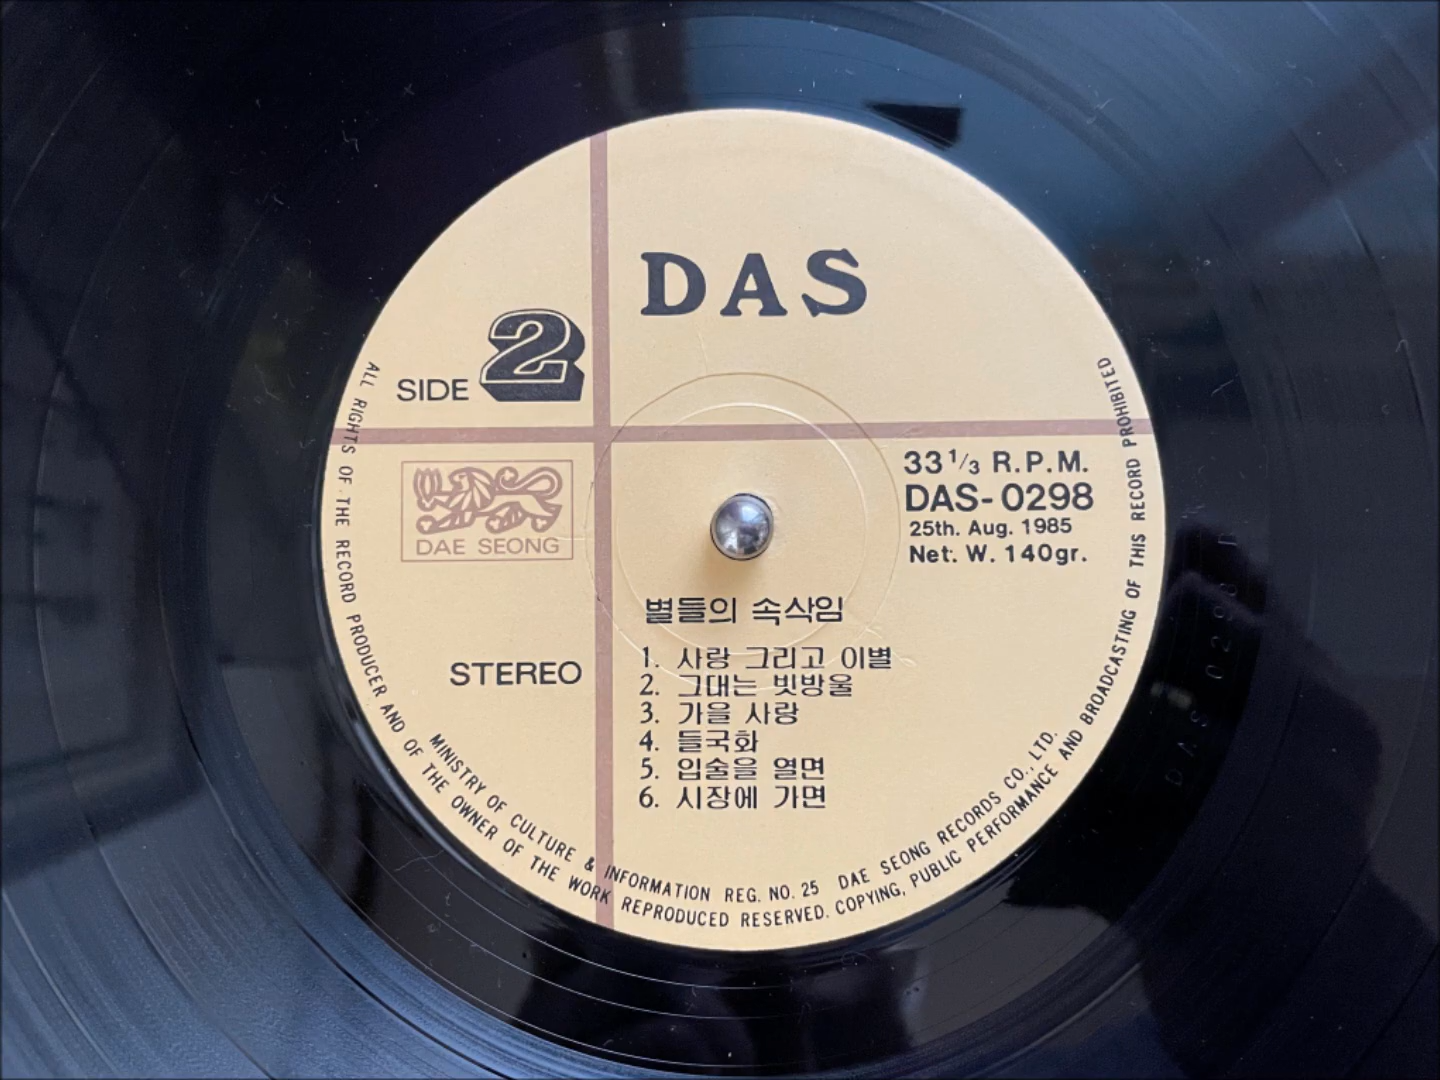 DAS
SIDE 2
33 1/3 R.P.M.
DAS-0298
25th. Aug. 1985
Net. W. 140gr.
DAE SEONG
STEREO
별들의 속삭임
1. 사랑 그리고 이별
2. 그대는 빗방울
3. 가을 사랑
4. 들국화
5. 입술을 열면
6. 시장에 가면
MINISTRY OF CULTURE & INFORMATION REG. NO. 25 DAE SEONG RECORDS CO., LTD.
ALL RIGHTS OF THE RECORD PRODUCER AND OF THE OWNER OF THE WORK REPRODUCED RESERVED. COPYING, PUBLIC PERFORMANCE AND BROADCASTING OF THIS RECORD PROHIBITED